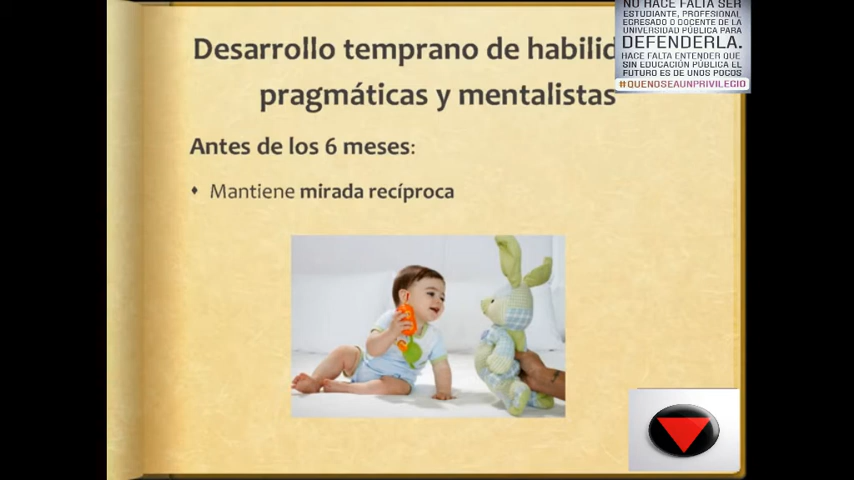 Desarrollo temprano de habilid
pragmáticas y mentalistas
NO HACE FALTA SER
ESTUDIANTE, PROFESIONAL,
EGRESADO O DOCENTE DE LA
UNIVERSIDAD PÚBLICA PARA
DEFENDERLA.
HACE FALTA ENTENDER QUE
SIN EDUCACIÓN PÚBLICA EL
FUTURO ES DE UNOS POCOS
#QUENOSEAUNPRIVILEGIO
Antes de los 6 meses:
Mantiene mirada recíproca